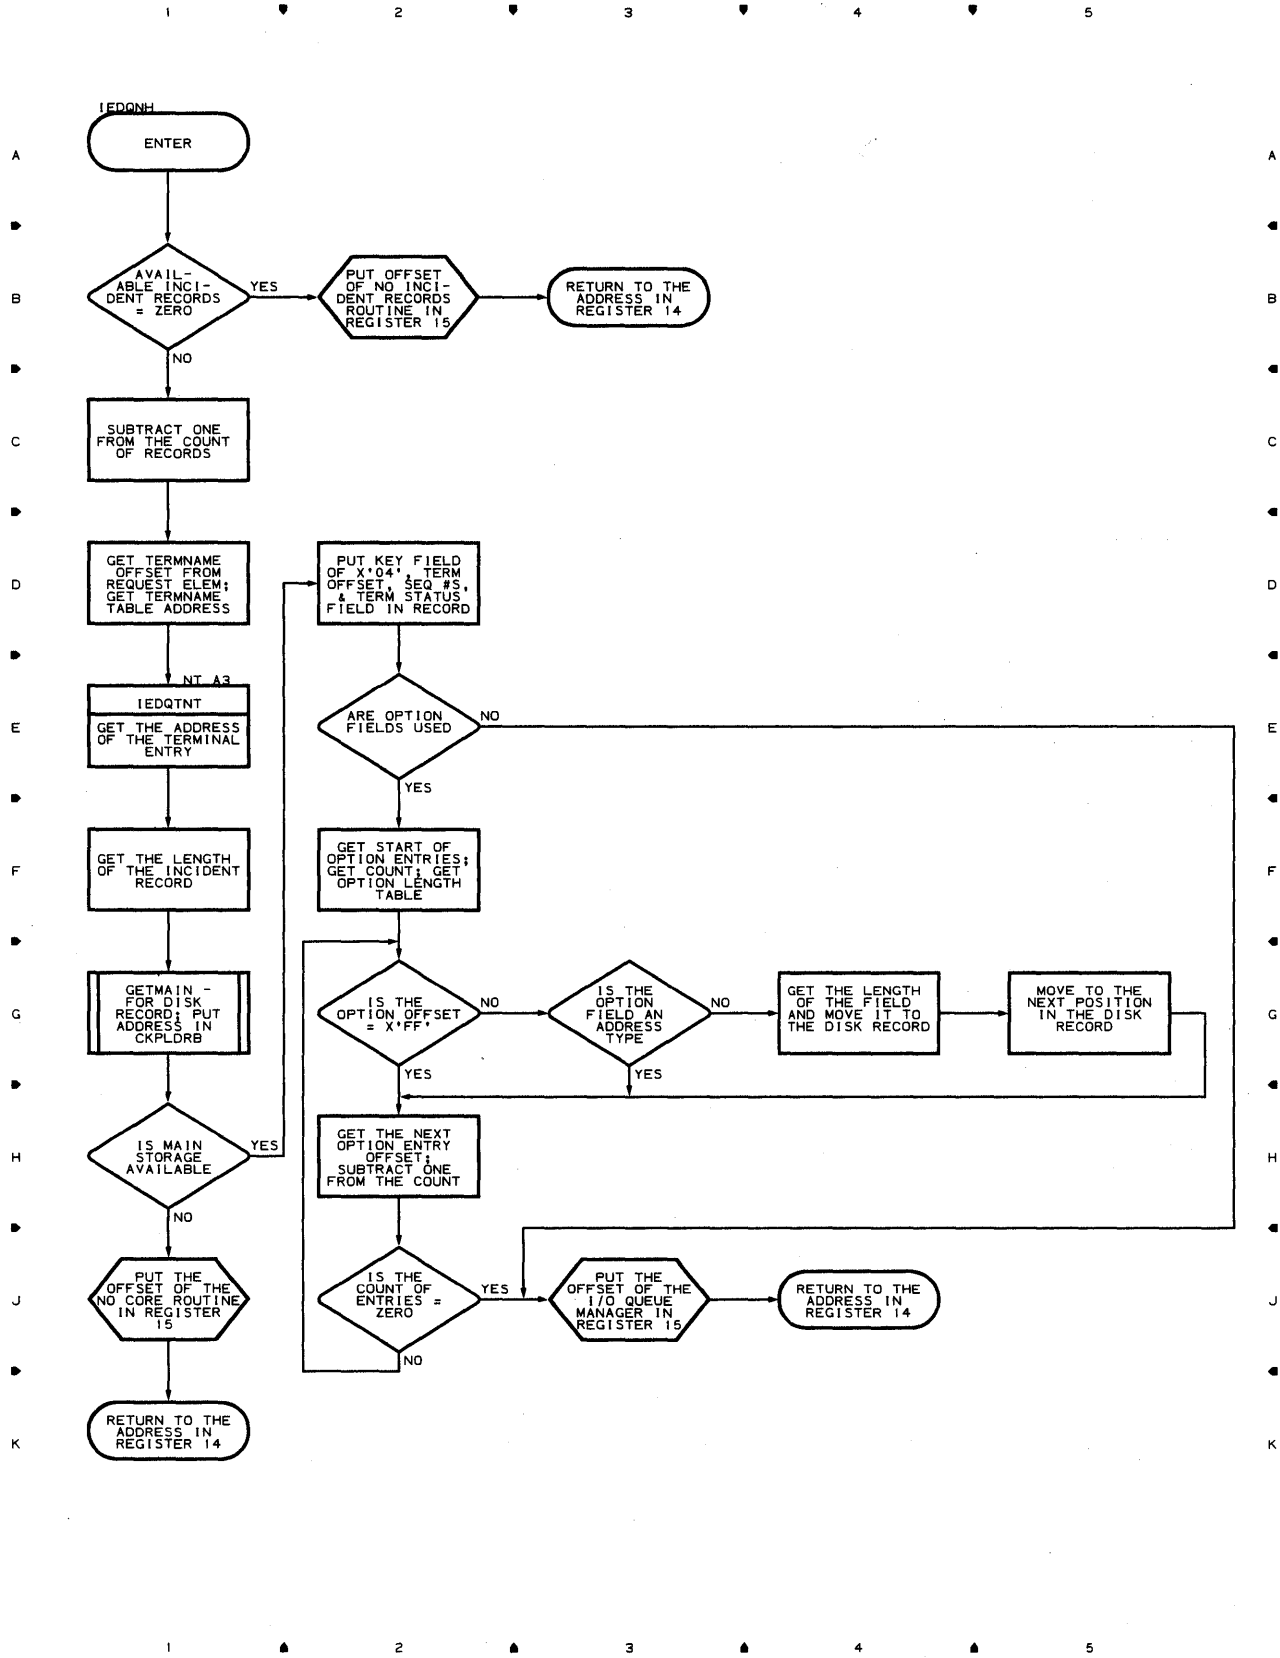 1 2 3 4 5
IEDQNH
ENTER
A A
AVAIL-
ABLE INCI-
DENT RECORDS
= ZERO
YES
NO
PUT OFFSET
OF NO INCI-
DENT RECORDS
ROUTINE IN
REGISTER 15
RETURN TO THE
ADDRESS IN
REGISTER 14
B B
SUBTRACT ONE
FROM THE COUNT
OF RECORDS
C C
GET TERMNAME
OFFSET FROM
REQUEST ELEM;
GET TERMNAME
TABLE ADDRESS
PUT KEY FIELD
OF X'04', TERM
OFFSET, SEQ #S,
& TERM STATUS
FIELD IN RECORD
D D
NT A3
IEDQTNT
GET THE ADDRESS
OF THE TERMINAL
ENTRY
ARE OPTION
FIELDS USED
NO
YES
E E
GET THE LENGTH
OF THE INCIDENT
RECORD
GET START OF
OPTION ENTRIES;
GET COUNT; GET
OPTION LENGTH
TABLE
F F
GETMAIN -
FOR DISK
RECORD; PUT
ADDRESS IN
CKPLDRB
IS THE
OPTION OFFSET
= X'FF'
NO
YES
IS THE
OPTION
FIELD AN
ADDRESS
TYPE
NO
YES
GET THE LENGTH
OF THE FIELD
AND MOVE IT TO
THE DISK RECORD
MOVE TO THE
NEXT POSITION
IN THE DISK
RECORD
G G
IS MAIN
STORAGE
AVAILABLE
YES
NO
GET THE NEXT
OPTION ENTRY
OFFSET;
SUBTRACT ONE
FROM THE COUNT
H H
PUT THE
OFFSET OF THE
NO CORE ROUTINE
IN REGISTER
15
IS THE
COUNT OF
ENTRIES =
ZERO
YES
NO
PUT THE
OFFSET OF THE
I/O QUEUE
MANAGER IN
REGISTER 15
RETURN TO THE
ADDRESS IN
REGISTER 14
J J
RETURN TO THE
ADDRESS IN
REGISTER 14
K K
1 2 3 4 5